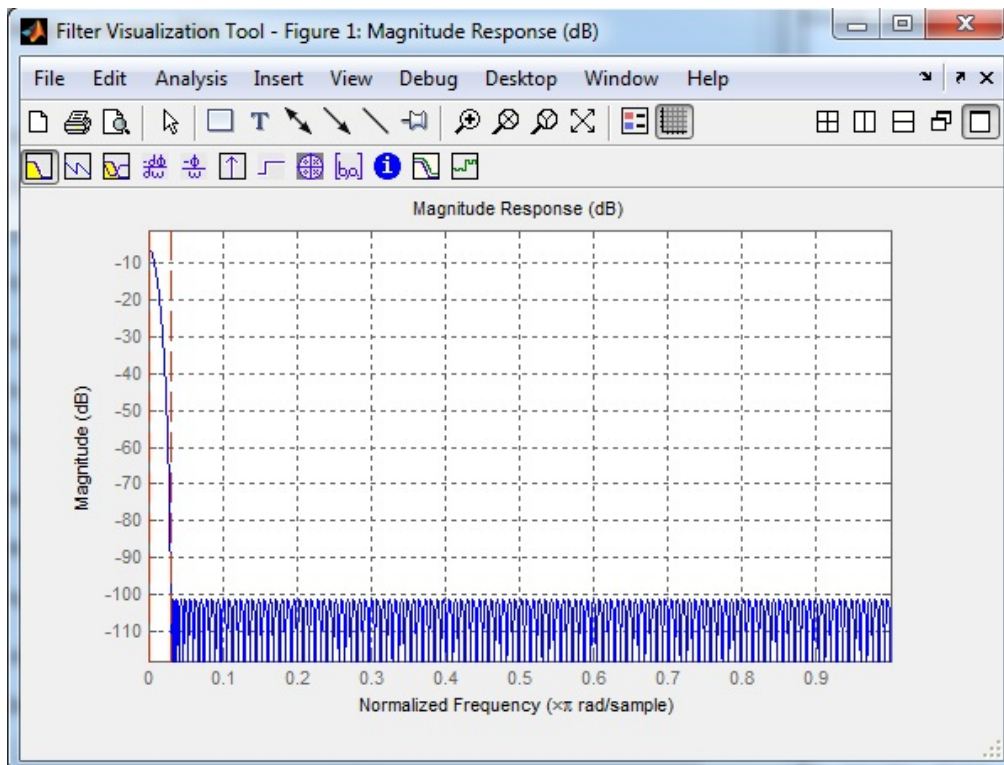 Filter Visualization Tool - Figure 1: Magnitude Response (dB)
File Edit Analysis Insert View Debug Desktop Window Help
T
[b,a]
i
Magnitude Response (dB)
Magnitude (dB)
-10
-20
-30
-40
-50
-60
-70
-80
-90
-100
-110
0 0.1 0.2 0.3 0.4 0.5 0.6 0.7 0.8 0.9
Normalized Frequency (×π rad/sample)